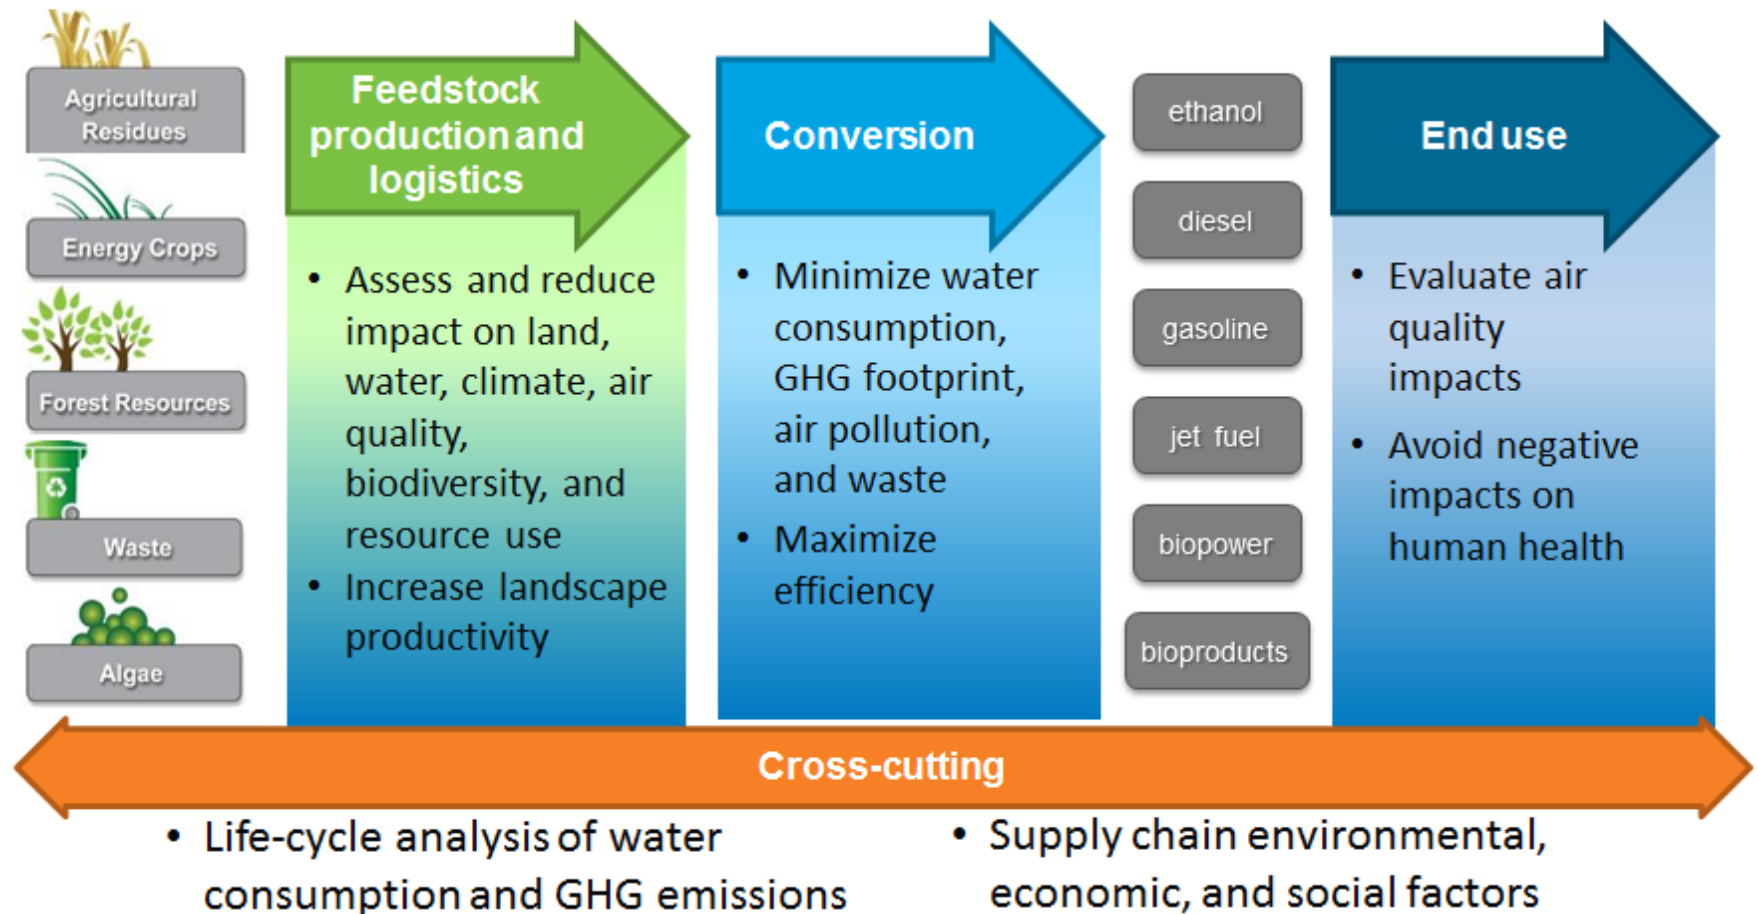 Agricultural
Residues
Energy Crops
Forest Resources
Waste
Algae
Feedstock
production and
logistics
• Assess and reduce
impact on land,
water, climate, air
quality,
biodiversity, and
resource use
• Increase landscape
productivity
Conversion
• Minimize water
consumption,
GHG footprint,
air pollution,
and waste
• Maximize
efficiency
ethanol
diesel
gasoline
jet fuel
biopower
bioproducts
End use
• Evaluate air
quality
impacts
• Avoid negative
impacts on
human health
Cross-cutting
• Life-cycle analysis of water
consumption and GHG emissions
• Supply chain environmental,
economic, and social factors